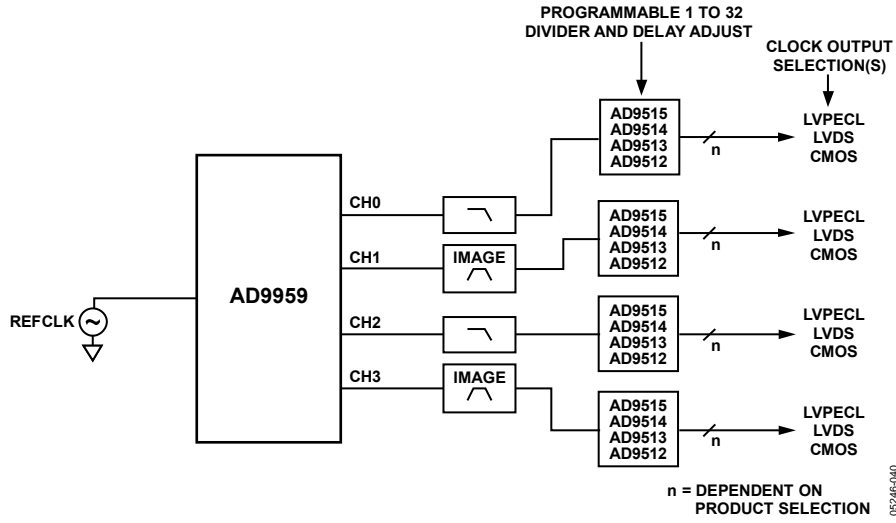 PROGRAMMABLE 1 TO 32
DIVIDER AND DELAY ADJUST
CLOCK OUTPUT
SELECTION(S)
AD9515
AD9514
AD9513
AD9512
n
LVPECL
LVDS
CMOS
CH0
CH1
IMAGE
AD9515
AD9514
AD9513
AD9512
n
LVPECL
LVDS
CMOS
AD9959
REFCLK
~
CH2
AD9515
AD9514
AD9513
AD9512
n
LVPECL
LVDS
CMOS
CH3
IMAGE
AD9515
AD9514
AD9513
AD9512
n
LVPECL
LVDS
CMOS
n = DEPENDENT ON
PRODUCT SELECTION
05246-040